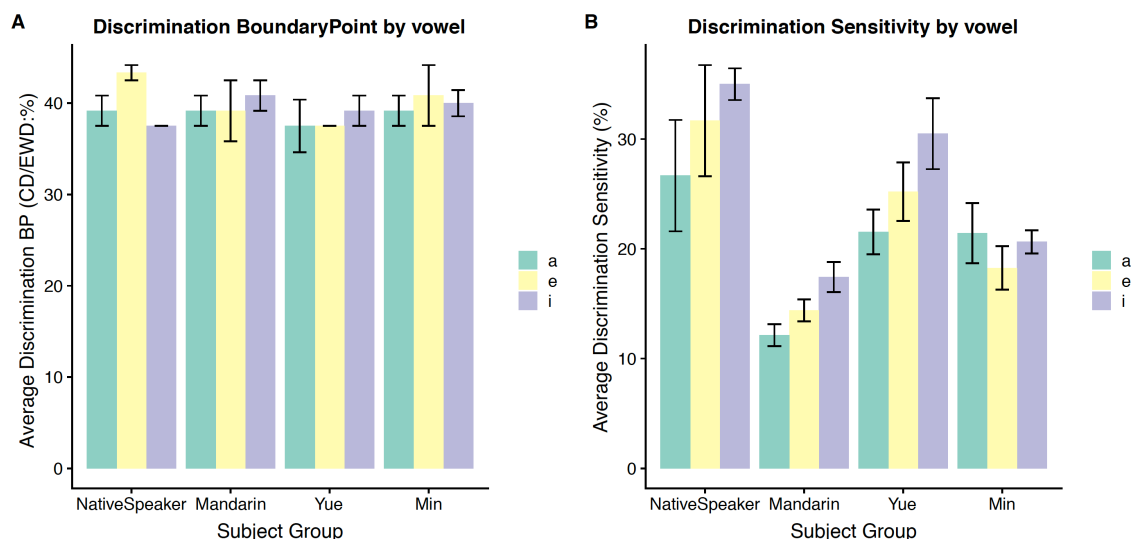 A
Discrimination BoundaryPoint by vowel
Average Discrimination BP (CD/EWD:%)
40
30
20
10
0
NativeSpeaker Mandarin Yue Min
Subject Group
a
e
i
B
Discrimination Sensitivity by vowel
Average Discrimination Sensitivity (%)
30
20
10
0
NativeSpeaker Mandarin Yue Min
Subject Group
a
e
i